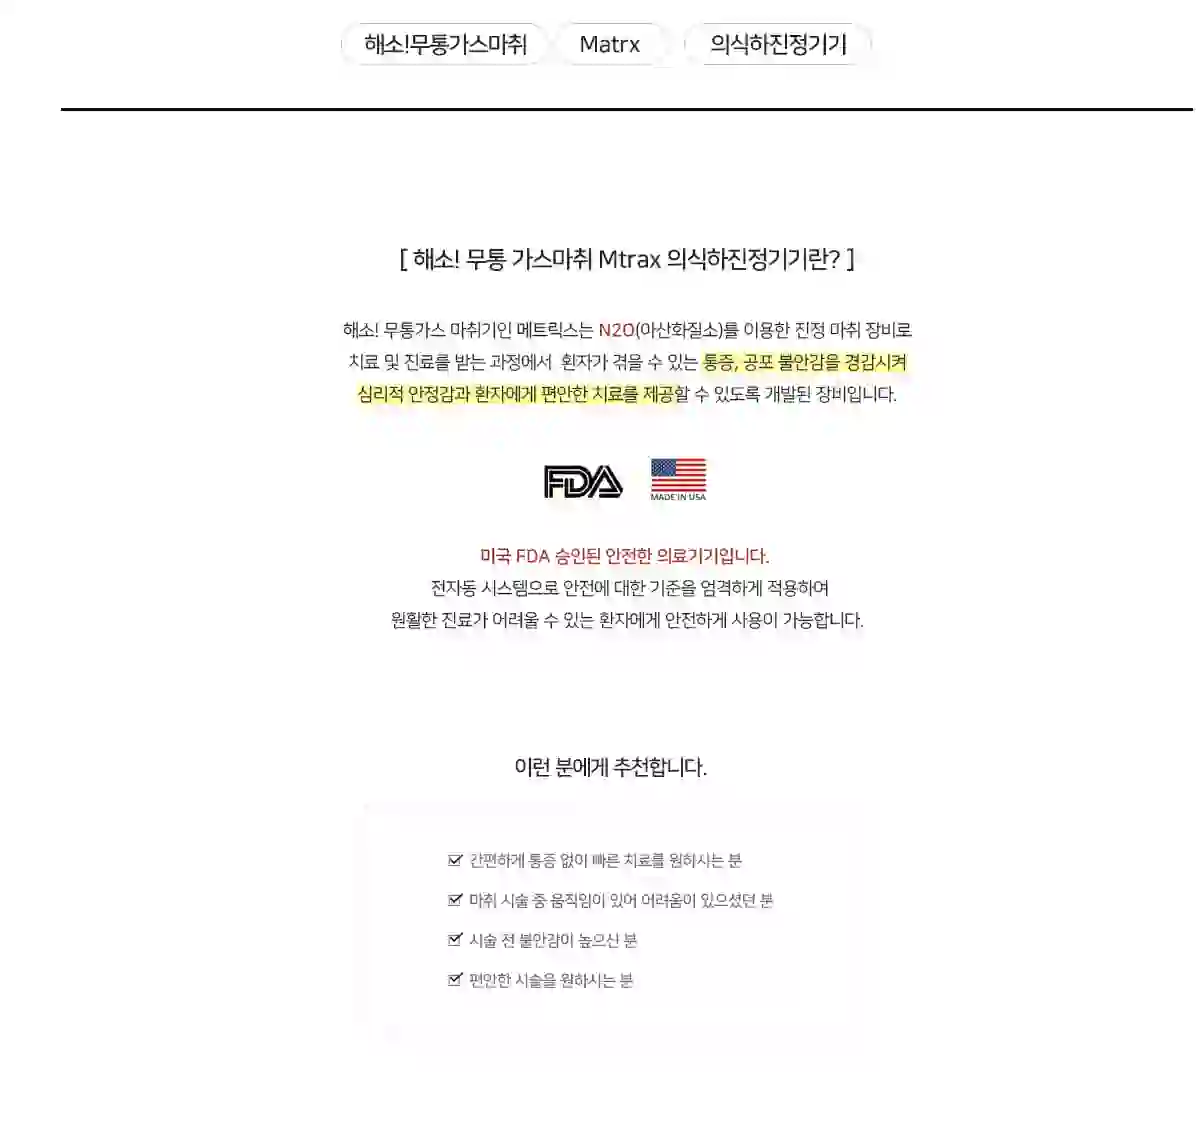 해소!무통가스마취
Matrx
의식하진정기기
[ 해소! 무통 가스마취 Mtrax 의식하진정기기란? ]
해소! 무통가스 마취기인 메트릭스는 N2O(아산화질소)를 이용한 진정 마취 장비로
치료 및 진료를 받는 과정에서 환자가 겪을 수 있는 통증, 공포 불안감을 경감시켜
심리적 안정감과 환자에게 편안한 치료를 제공할 수 있도록 개발된 장비입니다.
FDA
MADE IN USA
미국 FDA 승인된 안전한 의료기기입니다.
전자동 시스템으로 안전에 대한 기준을 엄격하게 적용하여
원활한 진료가 어려울 수 있는 환자에게 안전하게 사용이 가능합니다.
이런 분에게 추천합니다.
간편하게 통증 없이 빠른 치료를 원하시는 분
마취 시술 중 움직임이 있어 어려움이 있으셨던 분
시술 전 불안감이 높으신 분
편안한 시술을 원하시는 분